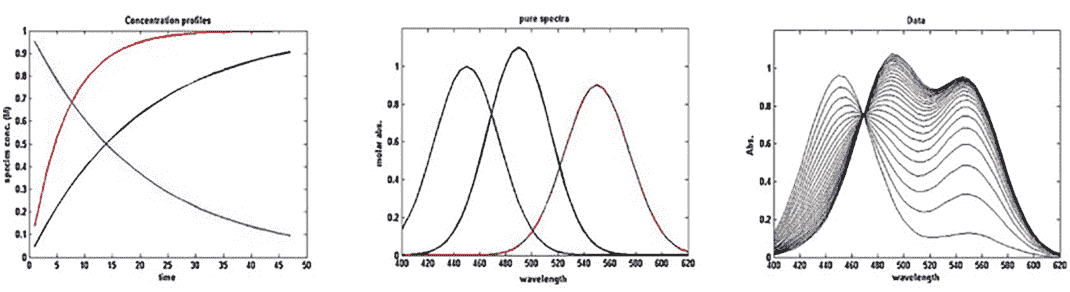 Concentration profiles
species conc. (M)
1
0.9
0.8
0.7
0.6
0.5
0.4
0.3
0.2
0.1
0
0 5 10 15 20 25 30 35 40 45 50
time
pure spectra
molar abs.
1
0.8
0.6
0.4
0.2
0
400 420 440 460 480 500 520 540 560 580 600 620
wavelength
Data
Abs.
1
0.8
0.6
0.4
0.2
0
400 420 440 460 480 500 520 540 560 580 600 620
wavelength